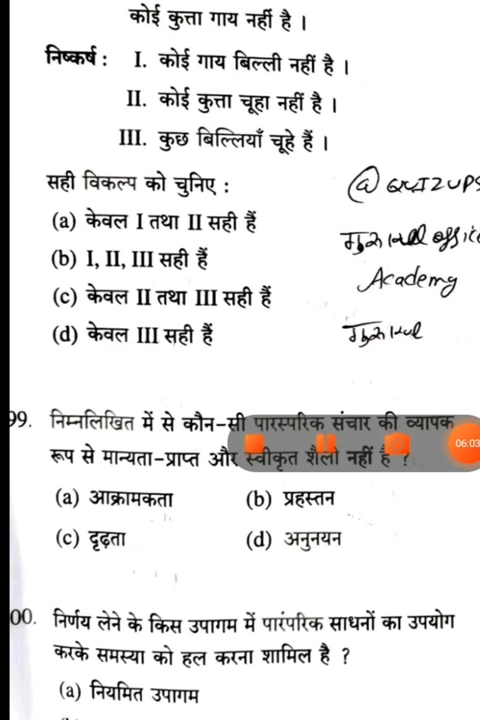 कोई कुत्ता गाय नहीं है ।
निष्कर्ष : I. कोई गाय बिल्ली नहीं है ।
II. कोई कुत्ता चूहा नहीं है ।
III. कुछ बिल्लियाँ चूहे हैं ।
सही विकल्प को चुनिए :
@QUIZUPS
(a) केवल I तथा II सही हैं
(b) I, II, III सही हैं
Academy
(c) केवल II तथा III सही हैं
(d) केवल III सही हैं
99. निम्नलिखित में से कौन-सी पारस्परिक संचार की व्यापक
रूप से मान्यता-प्राप्त और स्वीकृत शैली नहीं है ?
06:03
(a) आक्रामकता (b) प्रहस्तन
(c) दृढ़ता (d) अनुनयन
00. निर्णय लेने के किस उपागम में पारंपरिक साधनों का उपयोग
करके समस्या को हल करना शामिल है ?
(a) नियमित उपागम